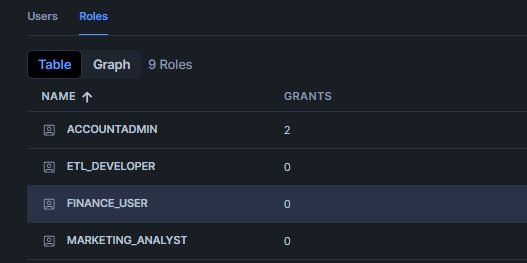 Users Roles
Table Graph 9 Roles
NAME ↑ GRANTS
ACCOUNTADMIN 2
ETL_DEVELOPER 0
FINANCE_USER 0
MARKETING_ANALYST 0